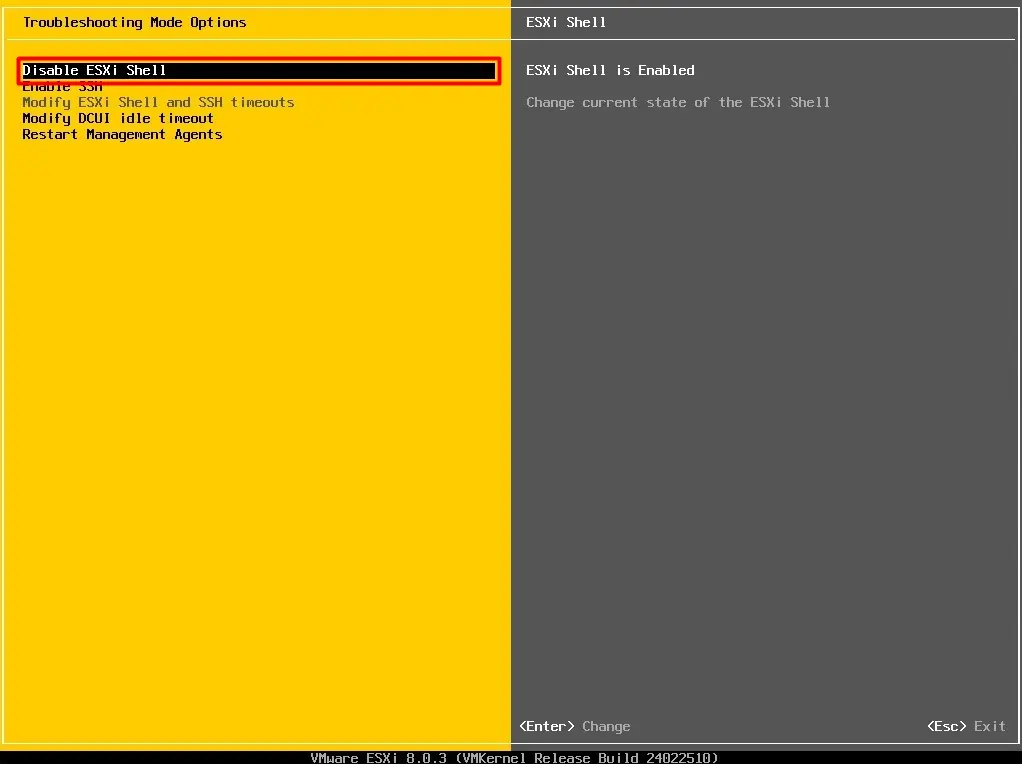 Troubleshooting Mode Options
Disable ESXi Shell
Enable SSH
Modify ESXi Shell and SSH timeouts
Modify DCUI idle timeout
Restart Management Agents
ESXi Shell
ESXi Shell is Enabled
Change current state of the ESXi Shell
<Enter> Change
<Esc> Exit
VMware ESXi 8.0.3 (VMKernel Release Build 24022510)